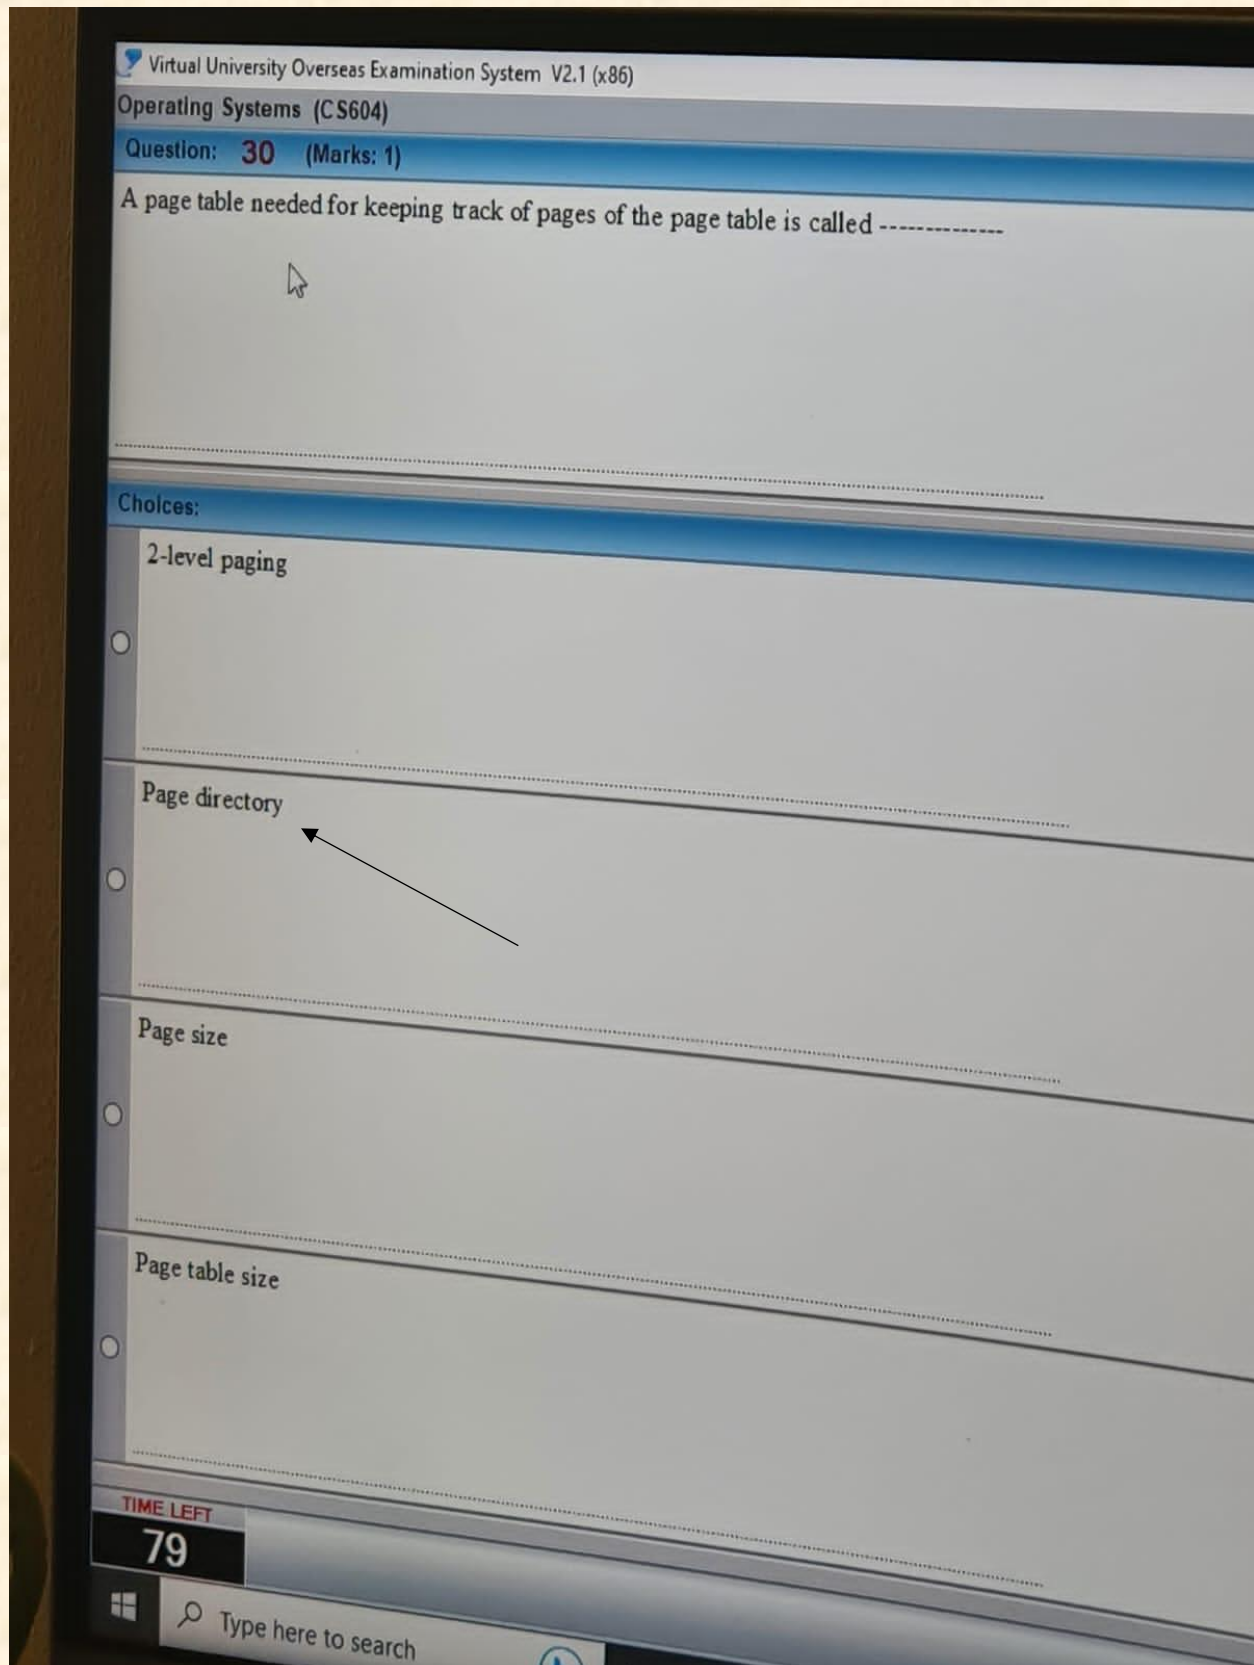 Virtual University Overseas Examination System V2.1 (x86)
Operating Systems (CS604)
Question: 30 (Marks: 1)
A page table needed for keeping track of pages of the page table is called --------------
Choices:
2-level paging
Page directory
Page size
Page table size
TIME LEFT
79
Type here to search